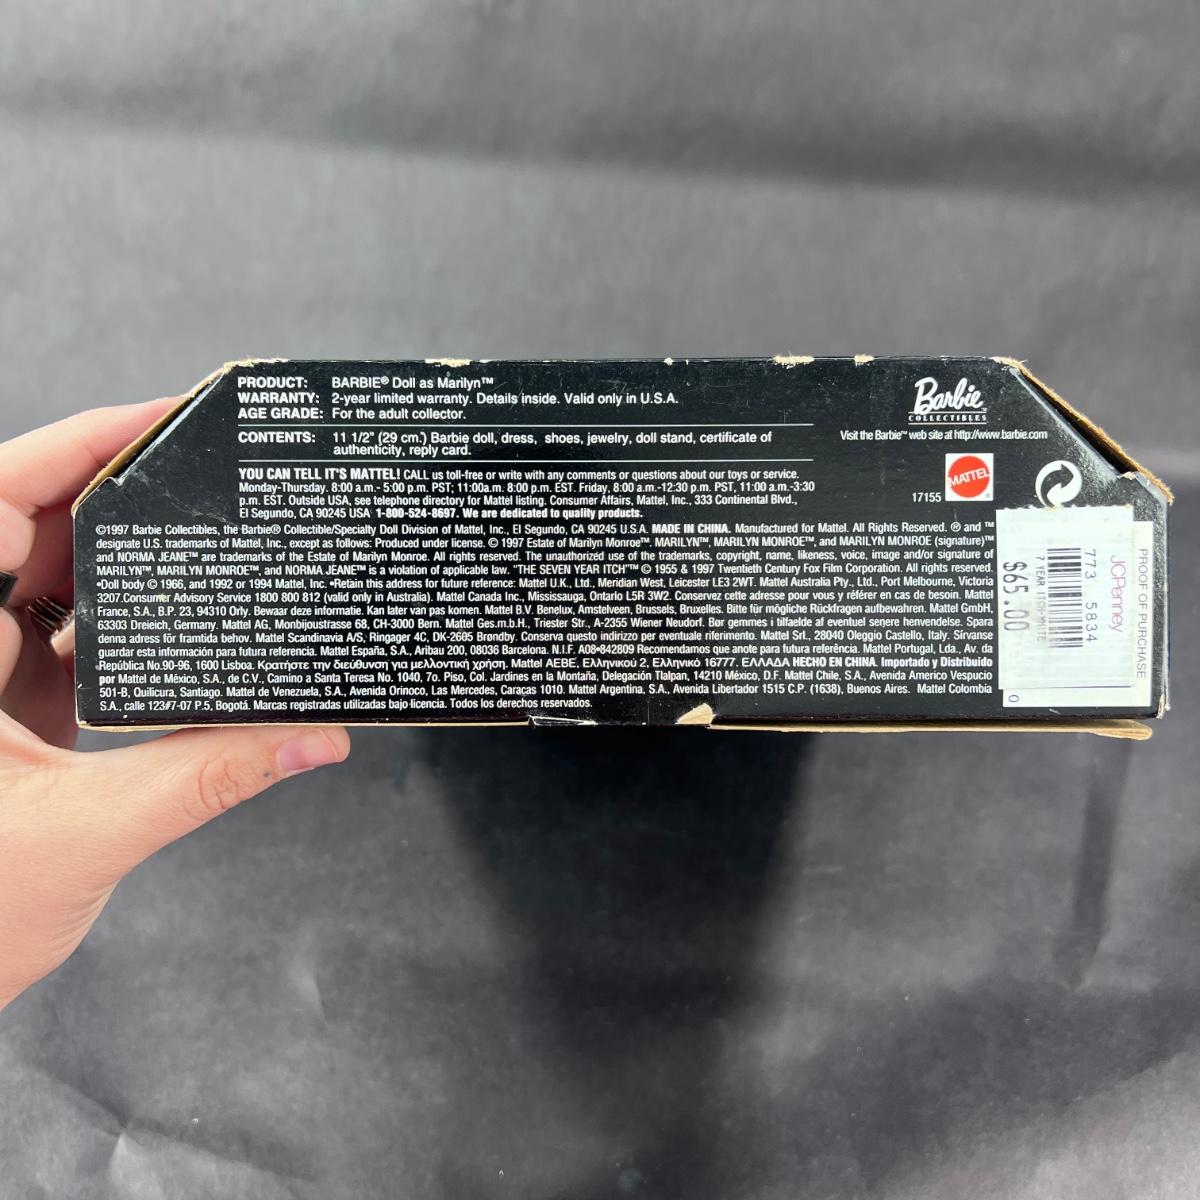 PRODUCT: BARBIE® Doll as Marilyn™
WARRANTY: 2-year limited warranty. Details inside. Valid only in U.S.A.
AGE GRADE: For the adult collector.
CONTENTS: 11 1/2" (29 cm.) Barbie doll, dress, shoes, jewelry, doll stand, certificate of
authenticity, reply card.
YOU CAN TELL IT'S MATTEL! CALL us toll-free or write with any comments or questions about our toys or service.
Monday-Thursday, 8:00 a.m.- 5:00 p.m. PST; 11:00a.m. 8:00 p.m. EST. Friday, 8:00 a.m.-12:30 p.m. PST, 11:00 a.m.-3:30
p.m. EST. Outside USA, see telephone directory for Mattel listing. Consumer Affairs, Mattel, Inc., 333 Continental Blvd.,
El Segundo, CA 90245 USA 1-800-524-8697. We are dedicated to quality products.
Barbie™
COLLECTIBLES
Visit the Barbie™ web site at http://www.barbie.com
17155
MATTEL®
©1997 Barbie Collectibles, the Barbie® Collectible/Specialty Doll Division of Mattel, Inc., El Segundo, CA 90245 U.S.A. MADE IN CHINA. Manufactured for Mattel. All Rights Reserved. ® and ™
designate U.S. trademarks of Mattel, Inc., except as follows: Produced under license. © 1997 Estate of Marilyn Monroe™. MARILYN™, MARILYN MONROE™, and MARILYN MONROE (signature)™
and NORMA JEANE™ are trademarks of the Estate of Marilyn Monroe. All rights reserved. The unauthorized use of the trademarks, copyright, name, likeness, voice, image and/or signature of
MARILYN™, MARILYN MONROE™, and NORMA JEANE™ is a violation of applicable law. "THE SEVEN YEAR ITCH"™ © 1955 & 1997 Twentieth Century Fox Film Corporation. All rights reserved.
•Doll body © 1966, and 1992 or 1994 Mattel, Inc. •Retain this address for future reference: Mattel U.K., Ltd., Meridian West, Leicester LE3 2WT. Mattel Australia Pty., Ltd., Port Melbourne, Victoria
3207.Consumer Advisory Service 1800 800 812 (valid only in Australia). Mattel Canada Inc., Mississauga, Ontario L5R 3W2. Conservez cette adresse pour vous y référer en cas de besoin. Mattel
France, S.A., B.P. 23, 94310 Orly. Bewaar deze informatie. Kan later van pas komen. Mattel B.V. Benelux, Amstelveen, Brussels, Bruxelles. Bitte für mögliche Rückfragen aufbewahren. Mattel GmbH,
63303 Dreieich, Germany. Mattel AG, Monbijoustrasse 68, CH-3000 Bern. Mattel Ges.m.b.H., Triester Str., A-2355 Wiener Neudorf. Bør gemmes i tilfælde af eventuel senere henvendelse. Spara
denna adress för framtida behov. Mattel Scandinavia A/S, Ringager 4C, DK-2605 Brøndby. Conserva questo indirizzo per eventuale riferimento. Mattel Srl., 28040 Oleggio Castello, Italy. Sírvanse
guardar esta información para futura referencia. Mattel España, S.A., Aribau 200, 08036 Barcelona. N.I.F. A08•842809 Recomendamos que anote para futura referência. Mattel Portugal, Lda., Av. da
República No.90-96, 1600 Lisboa. Κρατήστε την διεύθυνση για μελλοντική χρήση. Mattel AEBE, Ελληνικού 2, Ελληνικό 16777. ΕΛΛΑΔΑ HECHO EN CHINA. Importado y Distribuido
por Mattel de México, S.A., de C.V., Camino a Santa Teresa No. 1040, 7o. Piso, Col. Jardines en la Montaña, Delegación Tlalpan, 14210 México, D.F. Mattel Chile, S.A., Avenida Americo Vespucio
501-B, Quilicura, Santiago. Mattel de Venezuela, S.A., Avenida Orinoco, Las Mercedes, Caracas 1010. Mattel Argentina, S.A., Avenida Libertador 1515 C.P. (1638), Buenos Aires. Mattel Colombia
S.A., calle 123#7-07 P.5, Bogotá. Marcas registradas utilizadas bajo licencia. Todos los derechos reservados.
PROOF OF PURCHASE
JCPenney
773 5834
7 YEAR ITCH
$65.00
0